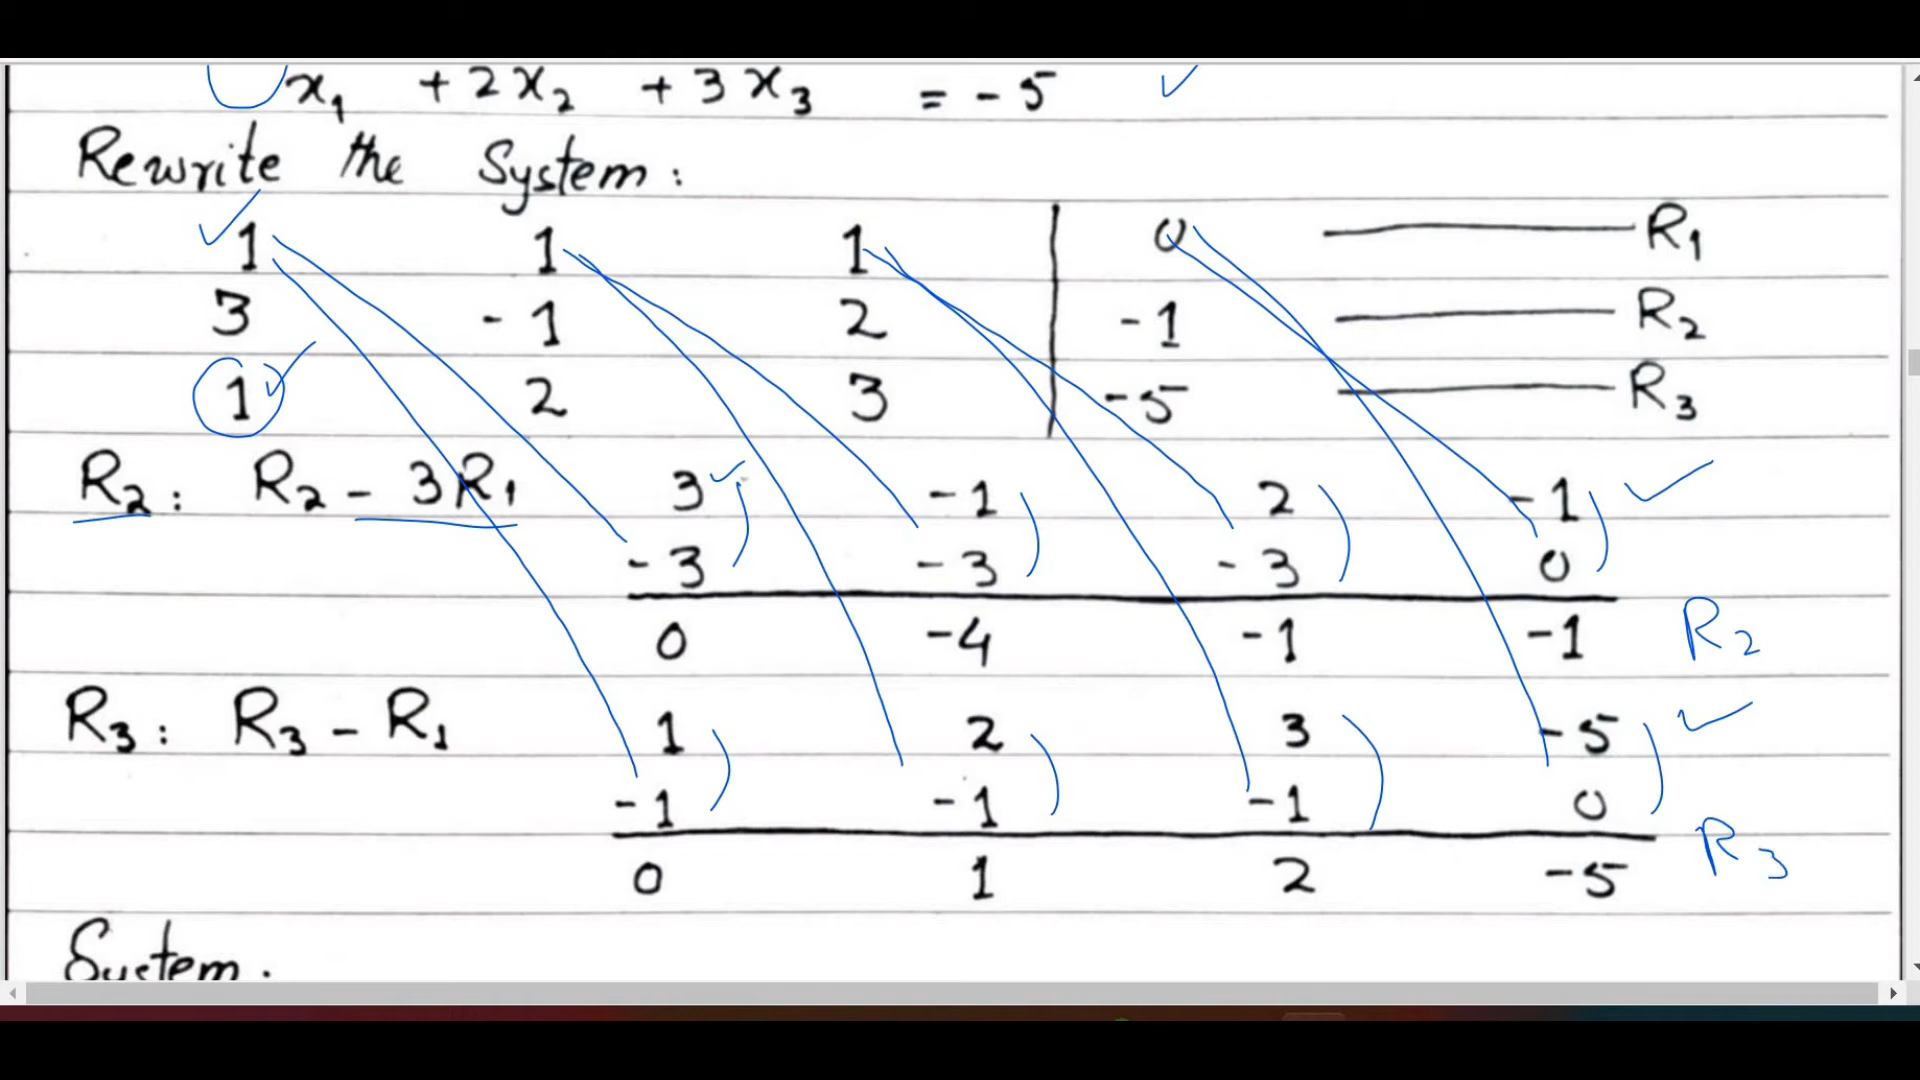 x₁ + 2x₂ + 3x₃ = -5
Rewrite the System:
1 1 1 | 0 R₁
3 -1 2 | -1 R₂
1 2 3 | -5 R₃
R₂: R₂ - 3R₁ 3 -1 2 -1
-3 -3 -3 0
0 -4 -1 -1 R₂
R₃: R₃ - R₁ 1 2 3 -5
-1 -1 -1 0
0 1 2 -5 R₃
System: